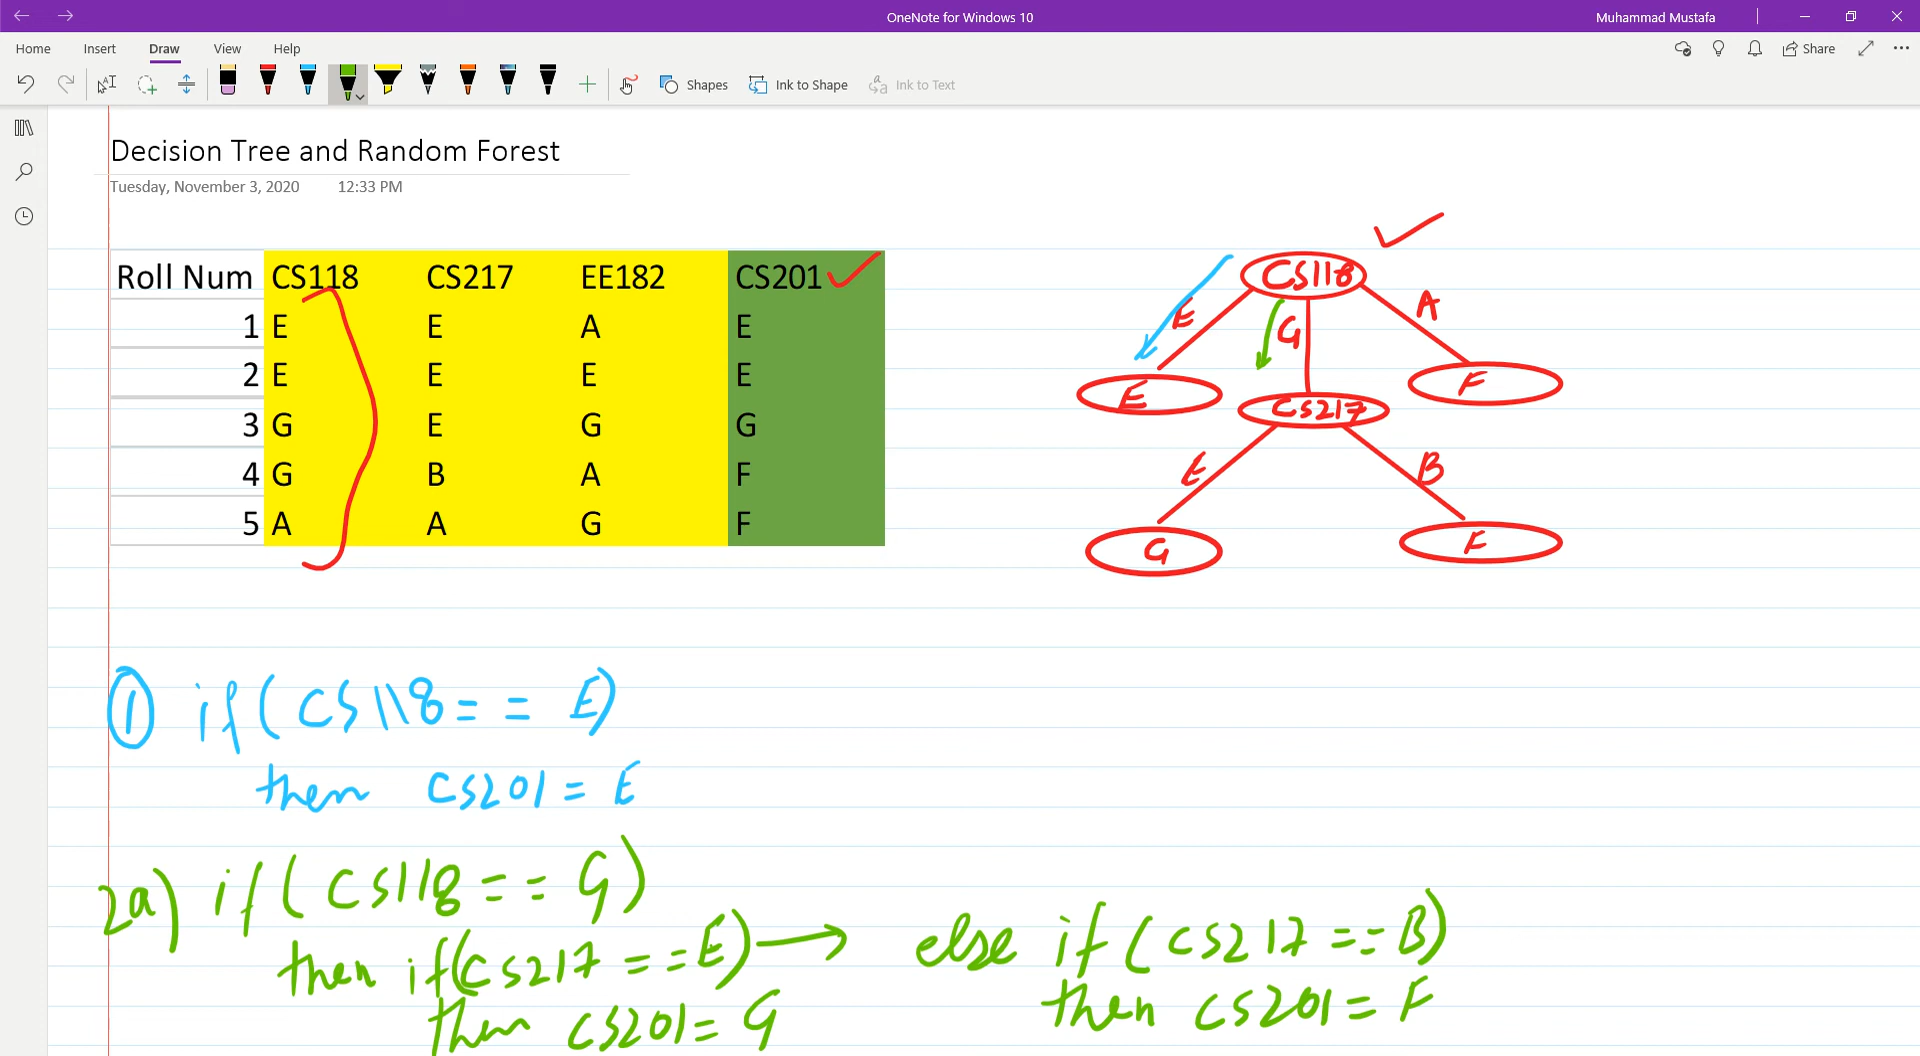 OneNote for Windows 10
Muhammad Mustafa
Home Insert Draw View Help
Share
Shapes Ink to Shape Ink to Text
Decision Tree and Random Forest
Tuesday, November 3, 2020 12:33 PM
Roll Num CS118 CS217 EE182 CS201
1 E E A E
2 E E E E
3 G E G G
4 G B A F
5 A A G F
CS118
E G A
E CS217 F
E B
G F
1 if (CS118 == E)
then CS201 = E
2a) if (CS118 == G)
then if (CS217 == E) → else if (CS217 == B)
then CS201 = G then CS201 = F